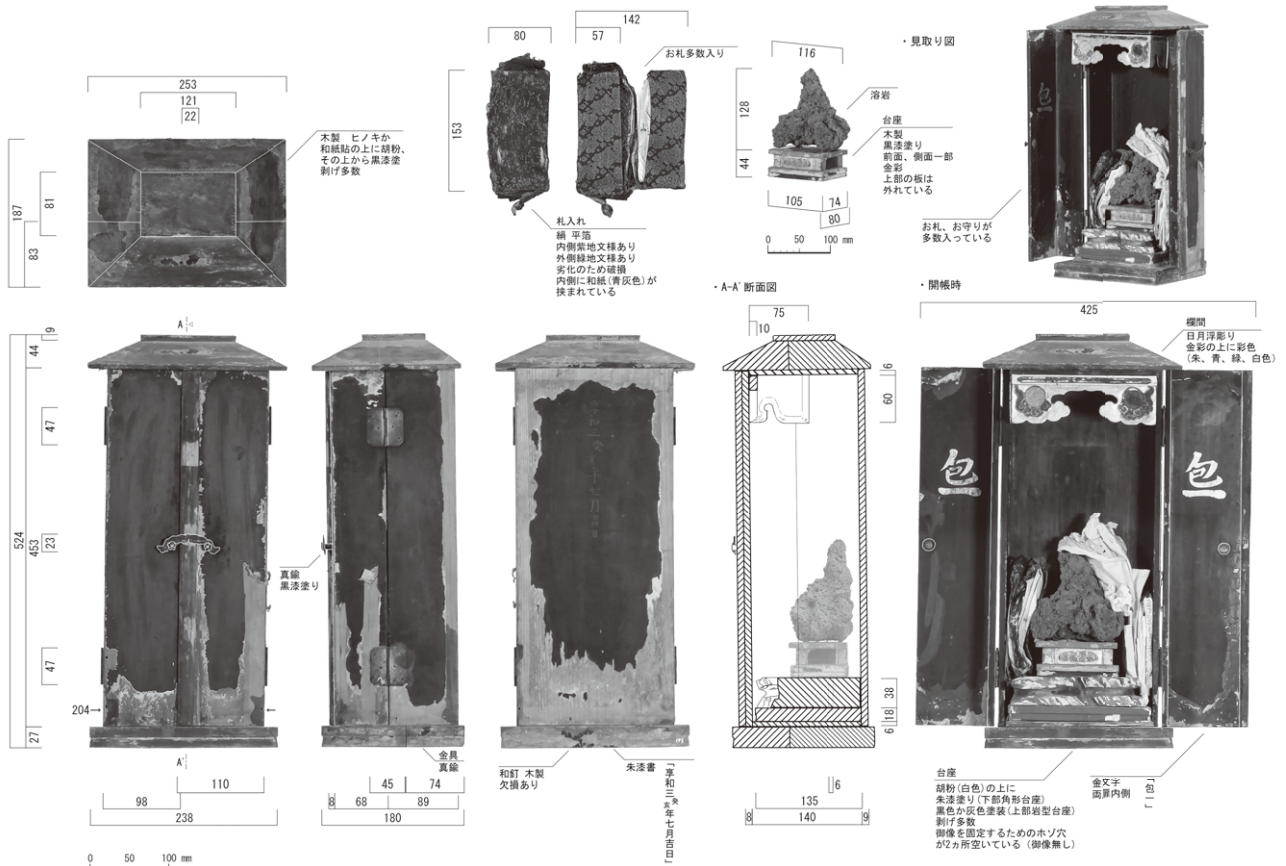 253
121
22
187
81
83
木製 ヒノキか
和紙貼の上に胡粉、
その上から黒漆塗
剥げ多数
80
142
57
153
お札多数入り
札入れ
絹 平箔
内側紫地文様あり
外側緑地文様あり
劣化のため破損
内側に和紙(青灰色)が
挟まれている
116
128
44
105
74
80
0 50 100 mm
溶岩
台座
木製
黒漆塗り
前面、側面一部
金彩
上部の板は
外れている
・見取り図
包
お札、お守りが
多数入っている
A
9
44
47
524
453
23
47
204
27
A'
98
110
238
0 50 100 mm
真鍮
黒漆塗り
金具
真鍮
45
74
8
68
89
180
和釘 木製
欠損あり
朱漆書
「享和三癸亥年七月吉日」
・A-A'断面図
75
10
6
60
38
18
6
6
135
8
140
9
・開帳時
425
欄間
日月浮彫り
金彩の上に彩色
(朱、青、緑、白色)
包一
包一
台座
胡粉(白色)の上に
朱漆塗り(下部角形台座)
黒色か灰色塗装(上部岩型台座)
剥げ多数
御像を固定するためのホゾ穴
が2ヵ所空いている (御像無し)
金文字
両扉内側
「包一」